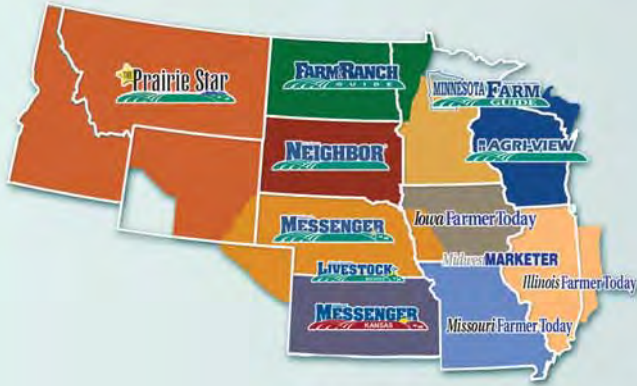 THE Prairie Star
FARM&RANCH
GUIDE
MINNESOTA FARM
GUIDE
NEIGHBOR
AGRI-VIEW
MESSENGER
Iowa Farmer Today
Midwest MARKETER
LIVESTOCK
Illinois Farmer Today
MESSENGER
KANSAS
Missouri Farmer Today